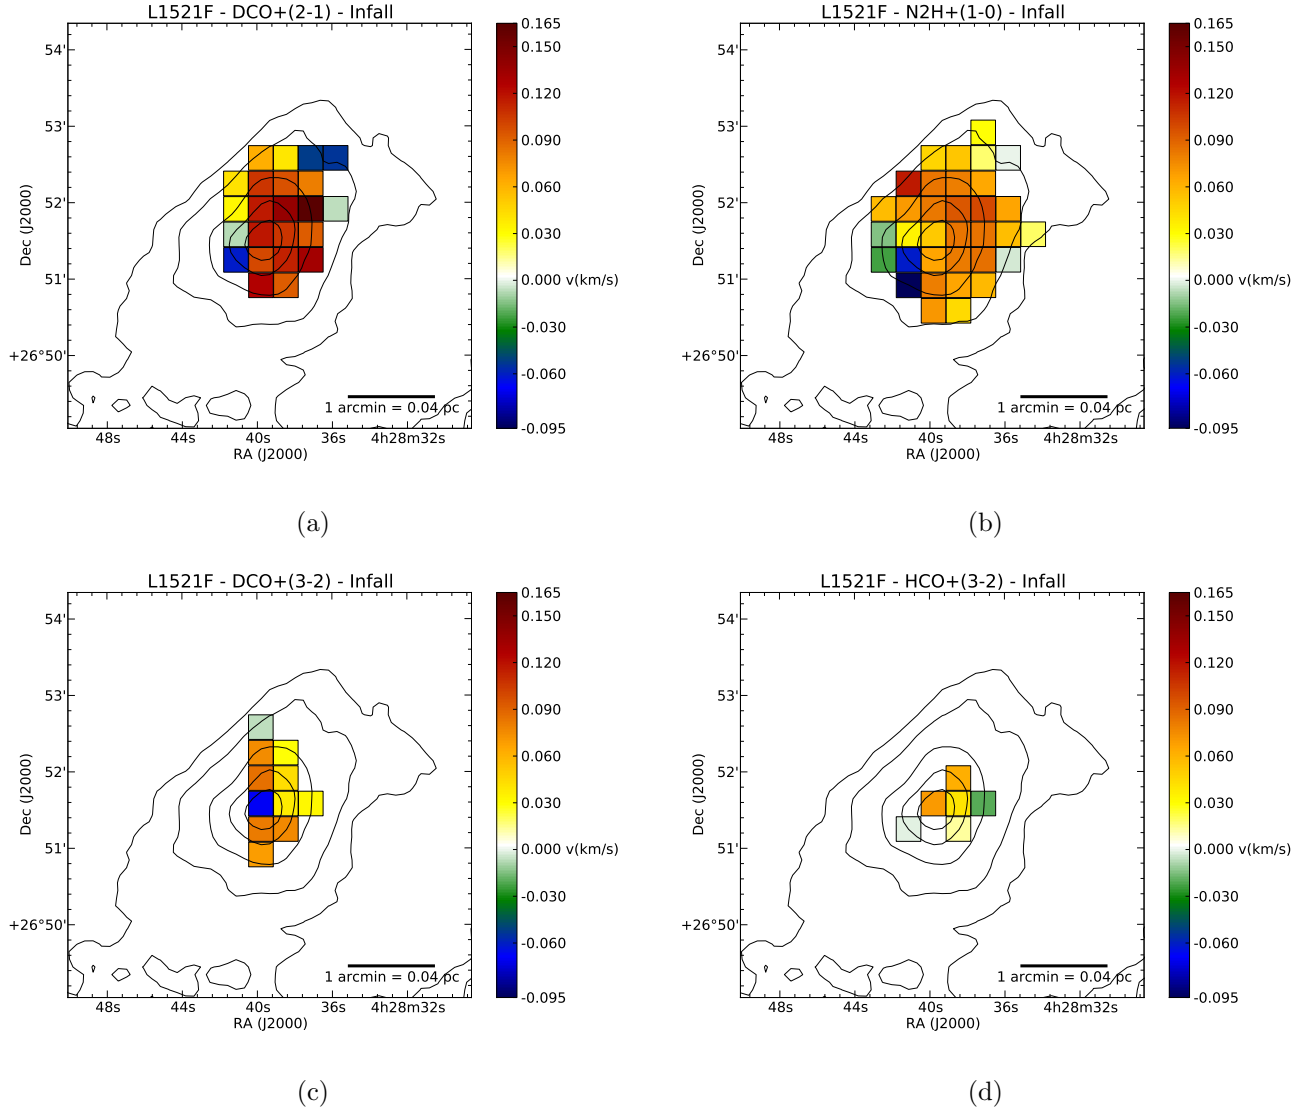 L1521F - DCO+(2-1) - Infall
54'
53'
52'
51'
+26°50'
Dec (J2000)
48s 44s 40s 36s 4h28m32s
RA (J2000)
1 arcmin = 0.04 pc
0.165
0.150
0.120
0.090
0.060
0.030
0.000 v(km/s)
-0.030
-0.060
-0.095
(a)
L1521F - N2H+(1-0) - Infall
54'
53'
52'
51'
+26°50'
Dec (J2000)
48s 44s 40s 36s 4h28m32s
RA (J2000)
1 arcmin = 0.04 pc
0.165
0.150
0.120
0.090
0.060
0.030
0.000 v(km/s)
-0.030
-0.060
-0.095
(b)
L1521F - DCO+(3-2) - Infall
54'
53'
52'
51'
+26°50'
Dec (J2000)
48s 44s 40s 36s 4h28m32s
RA (J2000)
1 arcmin = 0.04 pc
0.165
0.150
0.120
0.090
0.060
0.030
0.000 v(km/s)
-0.030
-0.060
-0.095
(c)
L1521F - HCO+(3-2) - Infall
54'
53'
52'
51'
+26°50'
Dec (J2000)
48s 44s 40s 36s 4h28m32s
RA (J2000)
1 arcmin = 0.04 pc
0.165
0.150
0.120
0.090
0.060
0.030
0.000 v(km/s)
-0.030
-0.060
-0.095
(d)